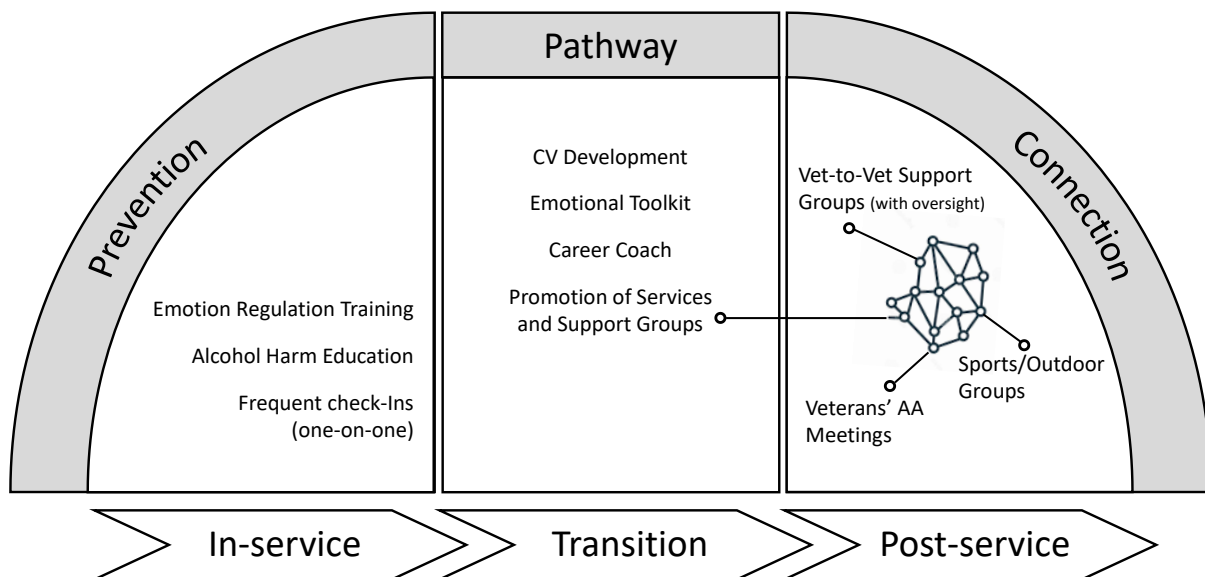 Prevention
Pathway
Connection
Emotion Regulation Training
Alcohol Harm Education
Frequent check-Ins
(one-on-one)
CV Development
Emotional Toolkit
Career Coach
Promotion of Services
and Support Groups
Vet-to-Vet Support
Groups (with oversight)
Sports/Outdoor
Groups
Veterans’ AA
Meetings
In-service
Transition
Post-service